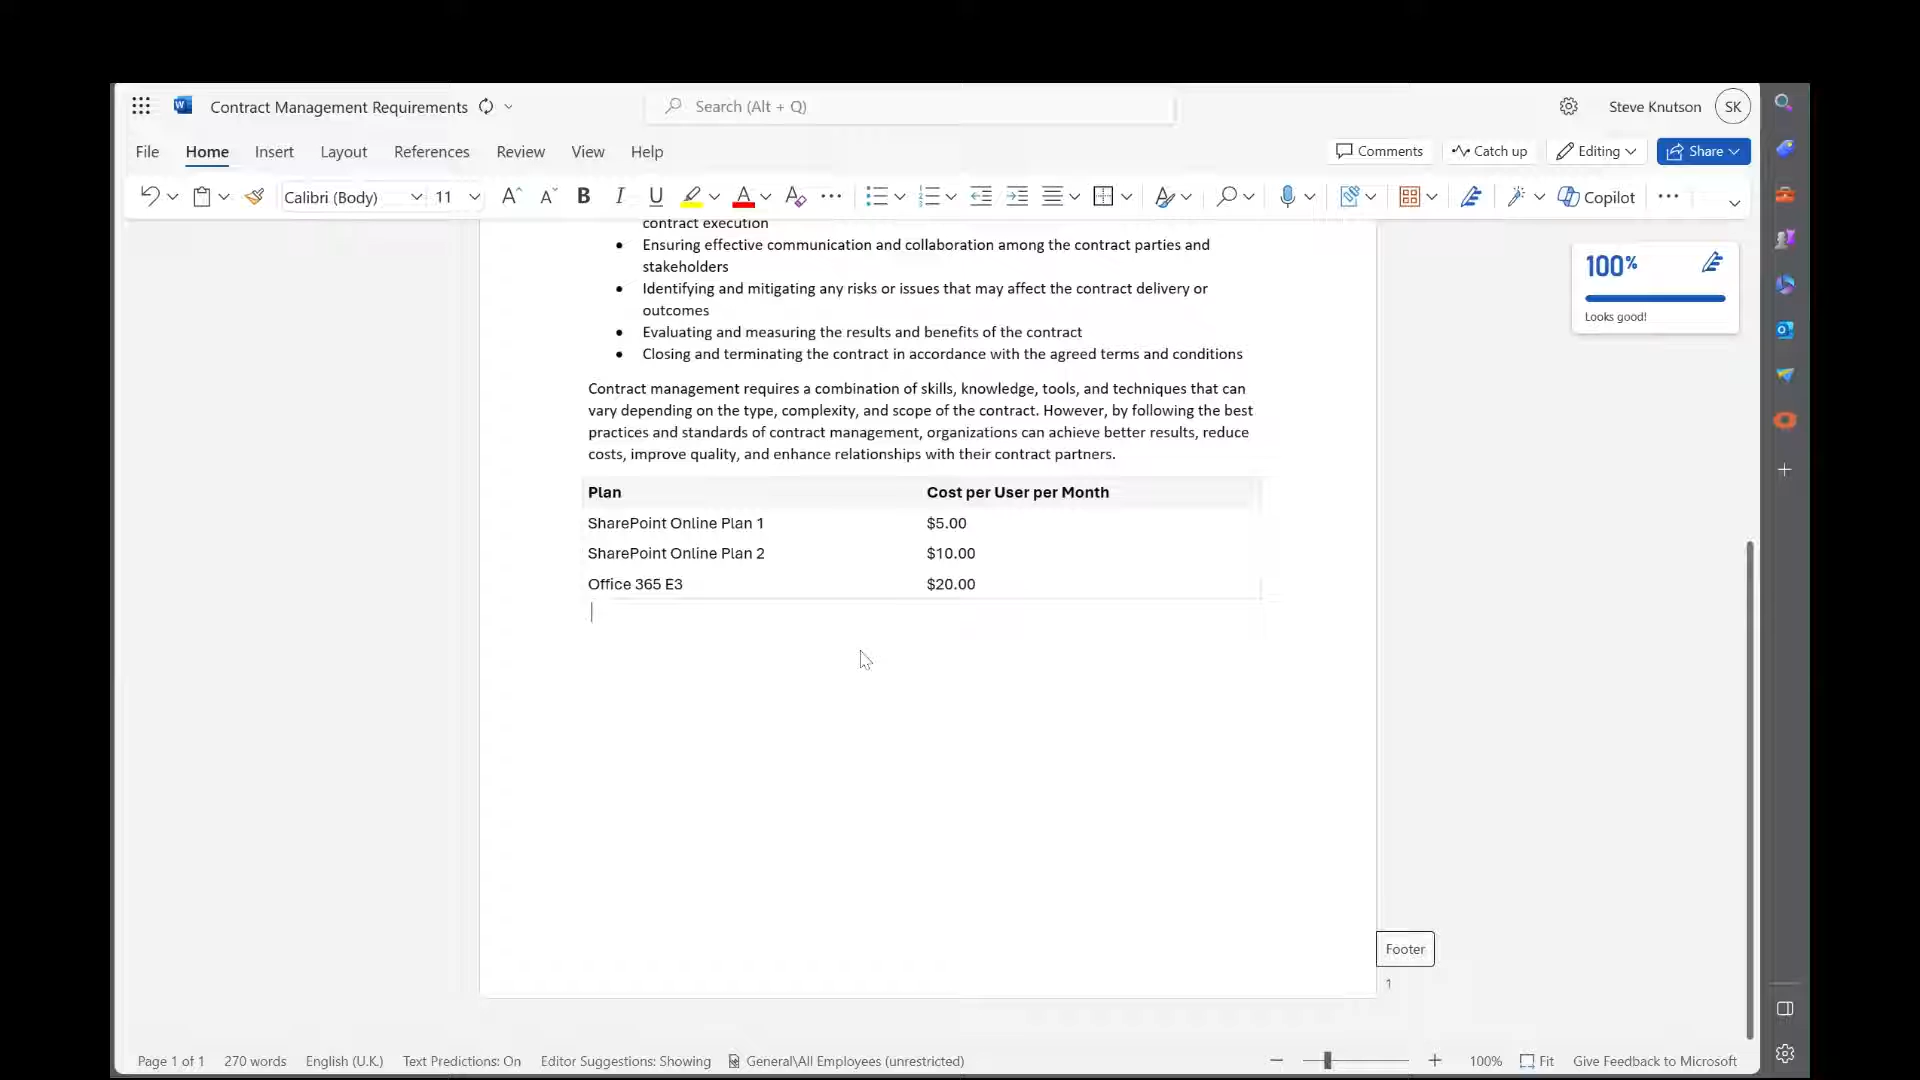 Contract Management Requirements
Search (Alt + Q)
Steve Knutson SK
File Home Insert Layout References Review View Help
Comments Catch up Editing Share
Calibri (Body) 11 A A B I U A A Copilot
contract execution
• Ensuring effective communication and collaboration among the contract parties and
stakeholders
• Identifying and mitigating any risks or issues that may affect the contract delivery or
outcomes
• Evaluating and measuring the results and benefits of the contract
• Closing and terminating the contract in accordance with the agreed terms and conditions
Contract management requires a combination of skills, knowledge, tools, and techniques that can
vary depending on the type, complexity, and scope of the contract. However, by following the best
practices and standards of contract management, organizations can achieve better results, reduce
costs, improve quality, and enhance relationships with their contract partners.
Plan Cost per User per Month
SharePoint Online Plan 1 $5.00
SharePoint Online Plan 2 $10.00
Office 365 E3 $20.00
100%
Looks good!
Footer
1
Page 1 of 1 270 words English (U.K.) Text Predictions: On Editor Suggestions: Showing General\All Employees (unrestricted) 100% Fit Give Feedback to Microsoft